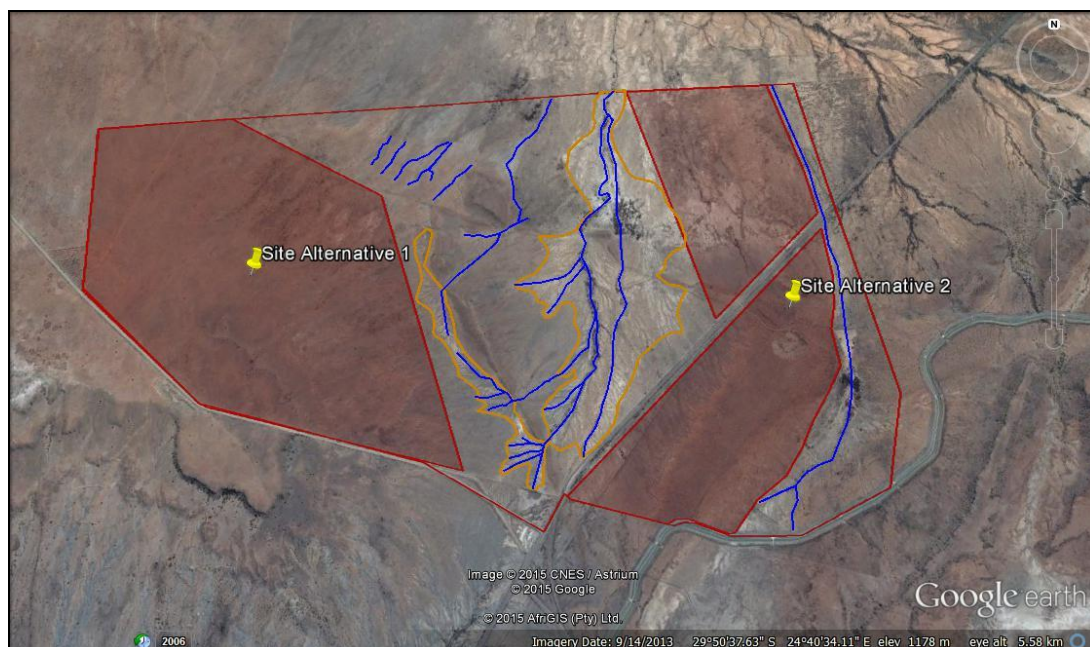 N
Site Alternative 1
Site Alternative 2
Image © 2015 CNES / Astrium
© 2015 Google
© 2015 AfriGIS (Pty) Ltd.
Google earth
2006
Imagery Date: 9/14/2013 29°50'37.63" S 24°40'34.11" E elev 1178 m eye alt 5.58 km